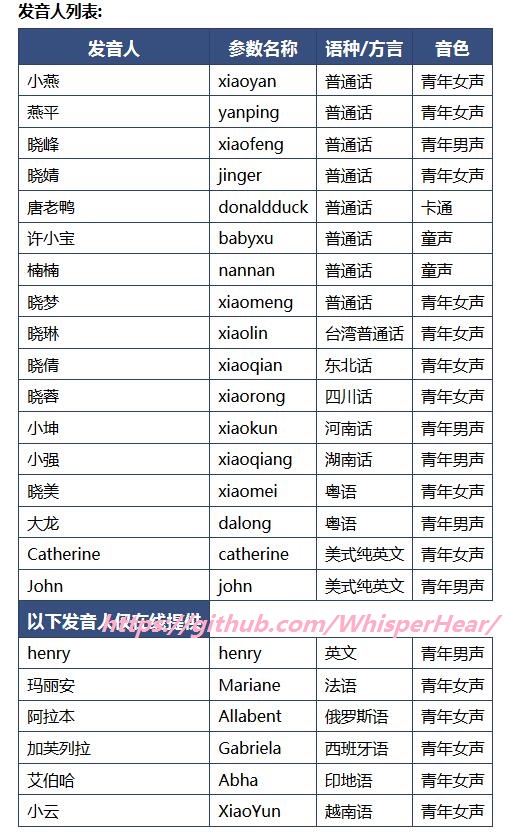 发音人列表:
发音人 参数名称 语种/方言 音色
小燕 xiaoyan 普通话 青年女声
燕平 yanping 普通话 青年女声
晓峰 xiaofeng 普通话 青年男声
晓婧 jinger 普通话 青年女声
唐老鸭 donaldduck 普通话 卡通
许小宝 babyxu 普通话 童声
楠楠 nannan 普通话 童声
晓梦 xiaomeng 普通话 青年女声
晓琳 xiaolin 台湾普通话 青年女声
晓倩 xiaoqian 东北话 青年女声
晓蓉 xiaorong 四川话 青年女声
小坤 xiaokun 河南话 青年男声
小强 xiaoqiang 湖南话 青年男声
晓美 xiaomei 粤语 青年女声
大龙 dalong 粤语 青年男声
Catherine catherine 美式纯英文 青年女声
John john 美式纯英文 青年男声
以下发音人仅在线提供
https://github.com/WhisperHear/
henry henry 英文 青年男声
玛丽安 Mariane 法语 青年女声
阿拉本 Allabent 俄罗斯语 青年女声
加芙列拉 Gabriela 西班牙语 青年女声
艾伯哈 Abha 印地语 青年女声
小云 XiaoYun 越南语 青年女声